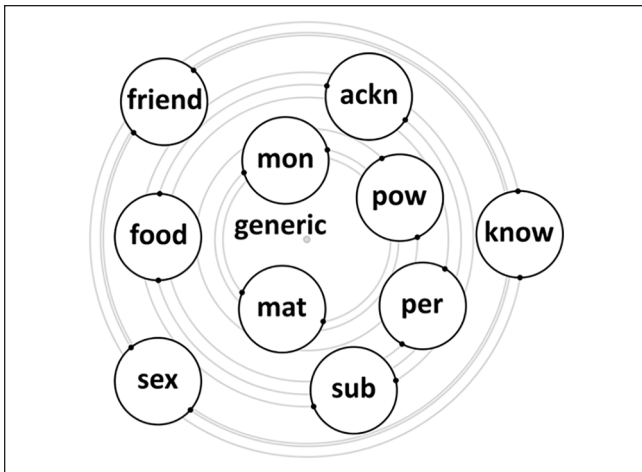 friend
ackn
mon
pow
generic
food
know
mat
per
sex
sub